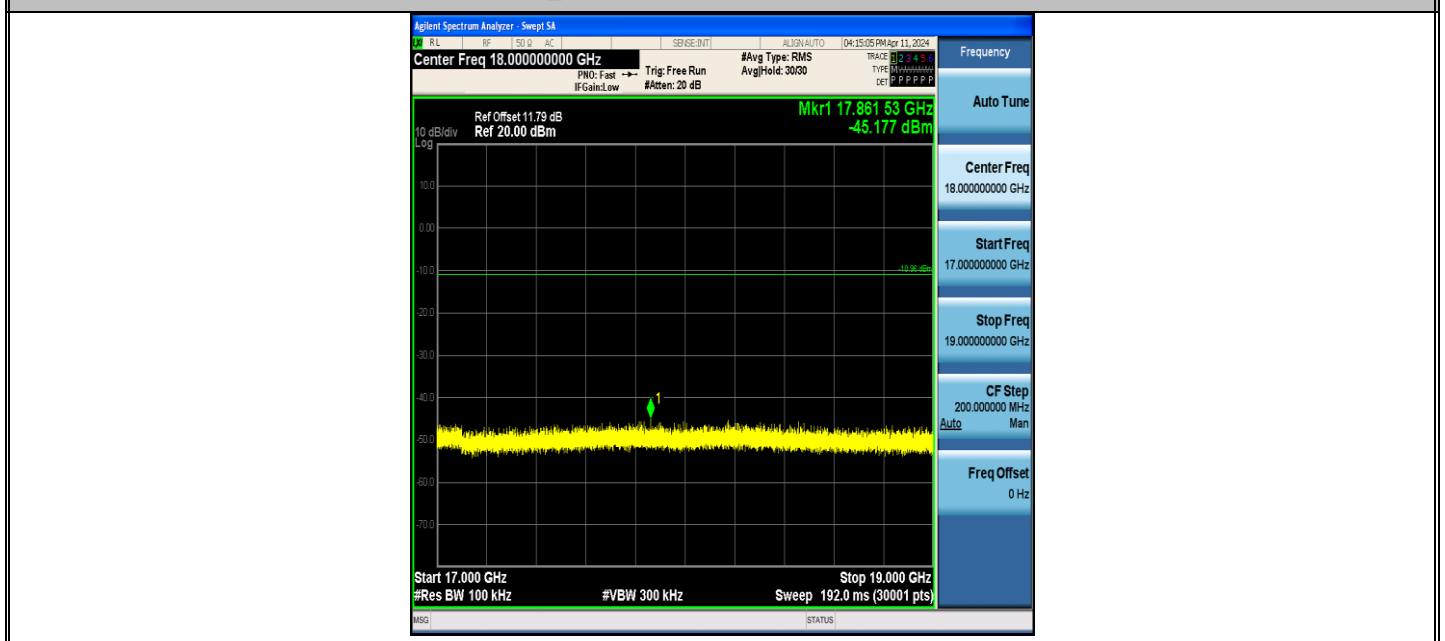 Agilent Spectrum Analyzer - Swept SA
RL RF 50 Ω AC SENSE:INT ALIGN AUTO 04:15:05 PM Apr 11, 2024
Center Freq 18.000000000 GHz
PNO: Fast
IFGain:Low
Trig: Free Run
#Atten: 20 dB
#Avg Type: RMS
Avg|Hold: 30/30
TRACE 1 2 3 4 5 6
TYPE
DET P P P P P P
Frequency
Auto Tune
Center Freq
18.000000000 GHz
Start Freq
17.000000000 GHz
Stop Freq
19.000000000 GHz
CF Step
200.000000 MHz
Auto Man
Freq Offset
0 Hz
Mkr1 17.861 53 GHz
-45.177 dBm
Ref Offset 11.79 dB
10 dB/div Ref 20.00 dBm
Log
10.0
0.00
-10.0
-10.96 dBm
-20.0
-30.0
-40.0
1
-50.0
-60.0
-70.0
Start 17.000 GHz Stop 19.000 GHz
#Res BW 100 kHz #VBW 300 kHz Sweep 192.0 ms (30001 pts)
MSG STATUS